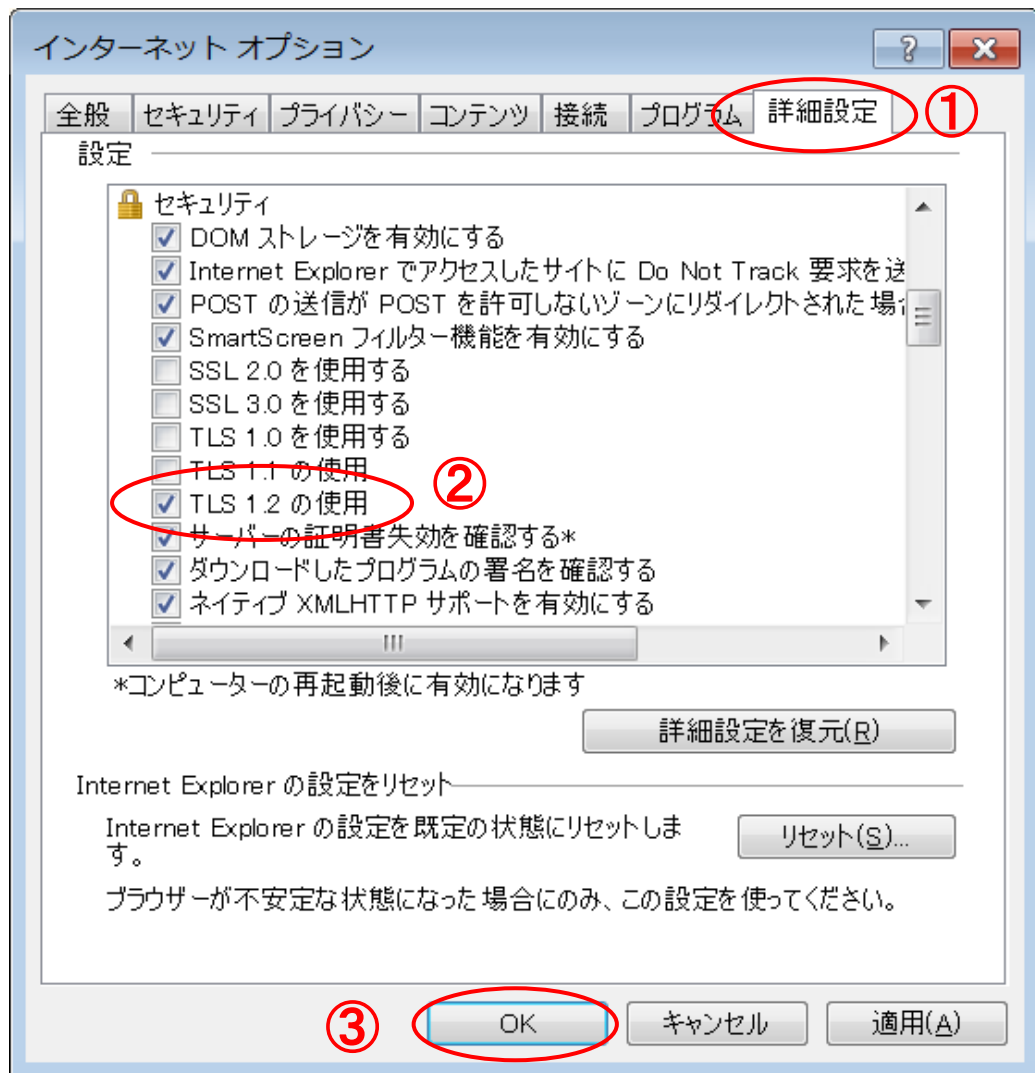 インターネット オプション
全般 セキュリティ プライバシー コンテンツ 接続 プログラム 詳細設定 ①
設定
セキュリティ
DOM ストレージを有効にする
Internet Explorer でアクセスしたサイトに Do Not Track 要求を送
POST の送信が POST を許可しないゾーンにリダイレクトされた場合
SmartScreen フィルター機能を有効にする
SSL 2.0 を使用する
SSL 3.0 を使用する
TLS 1.0 を使用する
TLS 1.1 の使用
TLS 1.2 の使用 ②
サーバーの証明書失効を確認する*
ダウンロードしたプログラムの署名を確認する
ネイティブ XMLHTTP サポートを有効にする
*コンピューターの再起動後に有効になります
詳細設定を復元(R)
Internet Explorer の設定をリセット
Internet Explorer の設定を既定の状態にリセットしま
す。
リセット(S)...
ブラウザーが不安定な状態になった場合にのみ、この設定を使ってください。
③ OK キャンセル 適用(A)